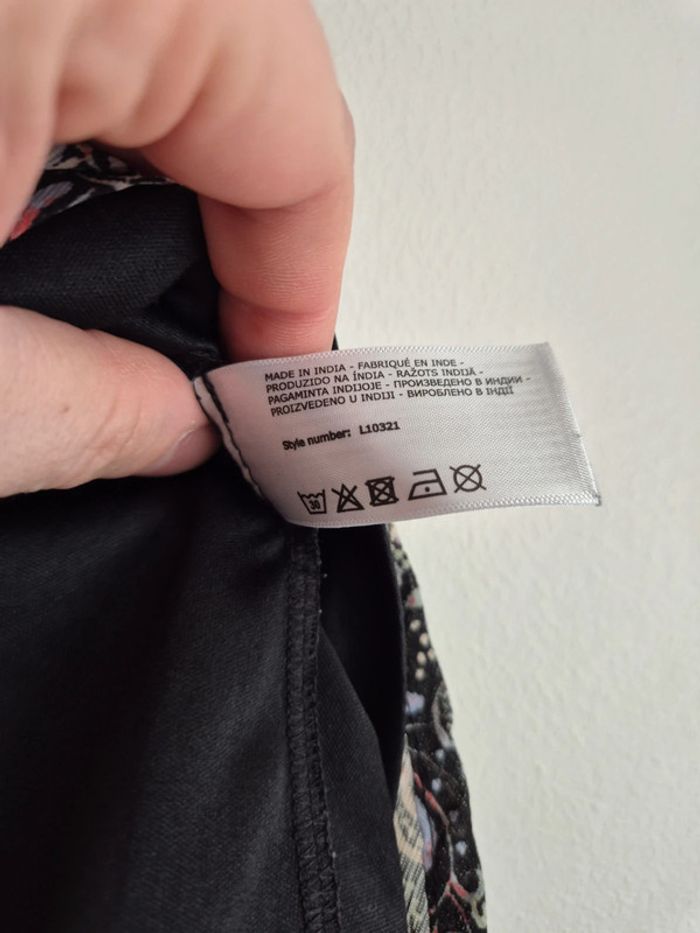 MADE IN INDIA - FABRIQUÉ EN INDE -
PRODUZIDO NA ÍNDIA - RAŽOTS INDIJĀ -
PAGAMINTA INDIJOJE - ПРОИЗВЕДЕНО В ИНДИИ -
PROIZVEDENO U INDIJI - ВИРОБЛЕНО В ІНДІЇ
Style number: L10321
30